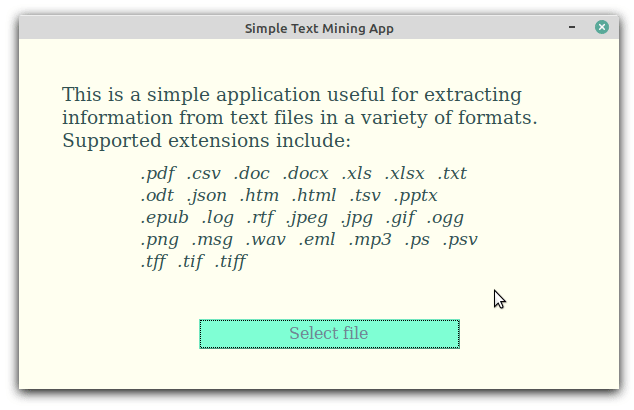 Simple Text Mining App
This is a simple application useful for extracting
information from text files in a variety of formats.
Supported extensions include:
.pdf .csv .doc .docx .xls .xlsx .txt
.odt .json .htm .html .tsv .pptx
.epub .log .rtf .jpeg .jpg .gif .ogg
.png .msg .wav .eml .mp3 .ps .psv
.tff .tif .tiff
Select file